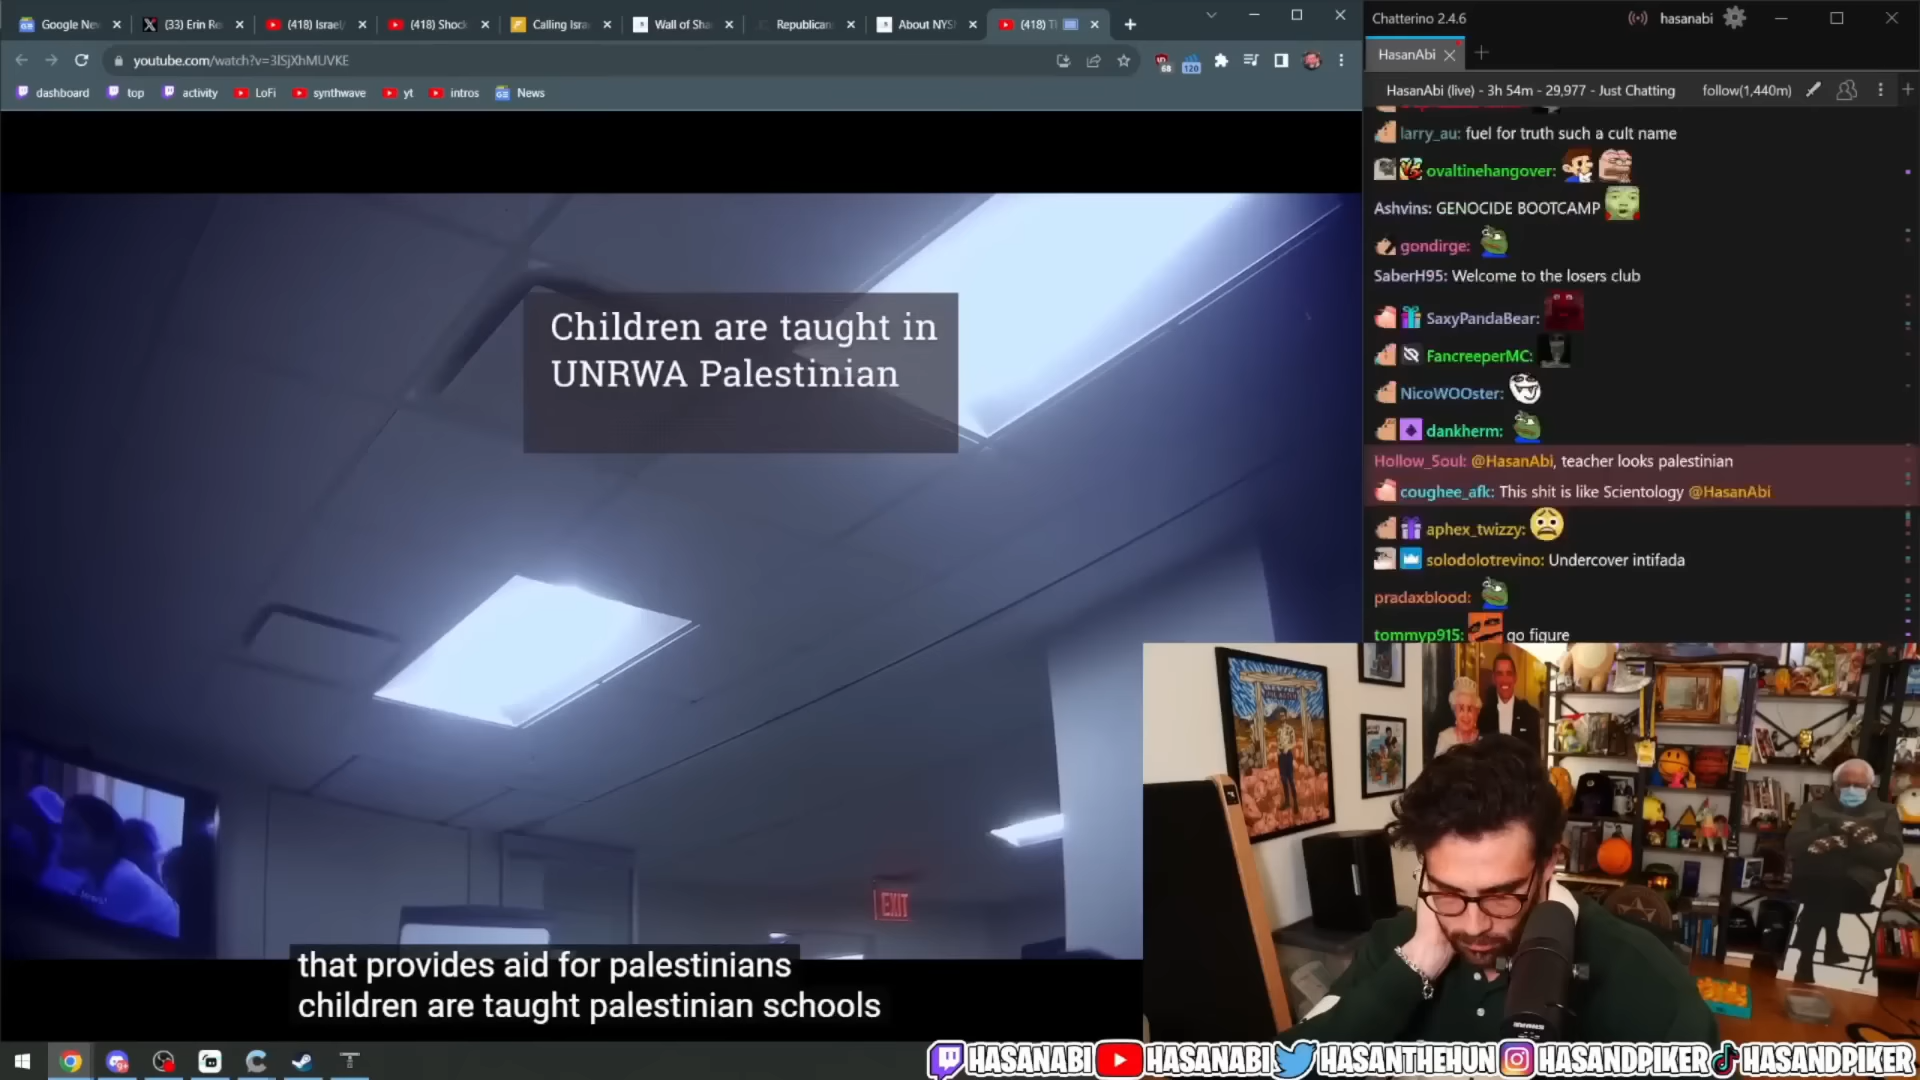 Google Ne
(33) Erin Re
(418) Israel/
(418) Shock
Calling Isra
Wall of Sha
Republican
About NYS
(418) T
youtube.com/watch?v=3lSjXhMUVKE
68
120
dashboard
top
activity
LoFi
synthwave
yt
intros
News
Children are taught in
UNRWA Palestinian
EXIT
that provides aid for palestinians
children are taught palestinian schools
Chatterino 2.4.6
hasanabi
HasanAbi
HasanAbi (live) - 3h 54m - 29,977 - Just Chatting
follow(1,440m)
larry_au: fuel for truth such a cult name
ovaltinehangover:
Ashvins: GENOCIDE BOOTCAMP
gondirge:
SaberH95: Welcome to the losers club
SaxyPandaBear:
FancreeperMC:
NicoWOOster:
dankherm:
Hollow_5oul: @HasanAbi, teacher looks palestinian
coughee_afk: This shit is like Scientology @HasanAbi
aphex_twizzy:
solodolotrevino: Undercover intifada
pradaxblood:
tommyp915: go figure
HASANABI
HASANABI
HASANTHEHUN
HASANDPIKER
HASANDPIKER